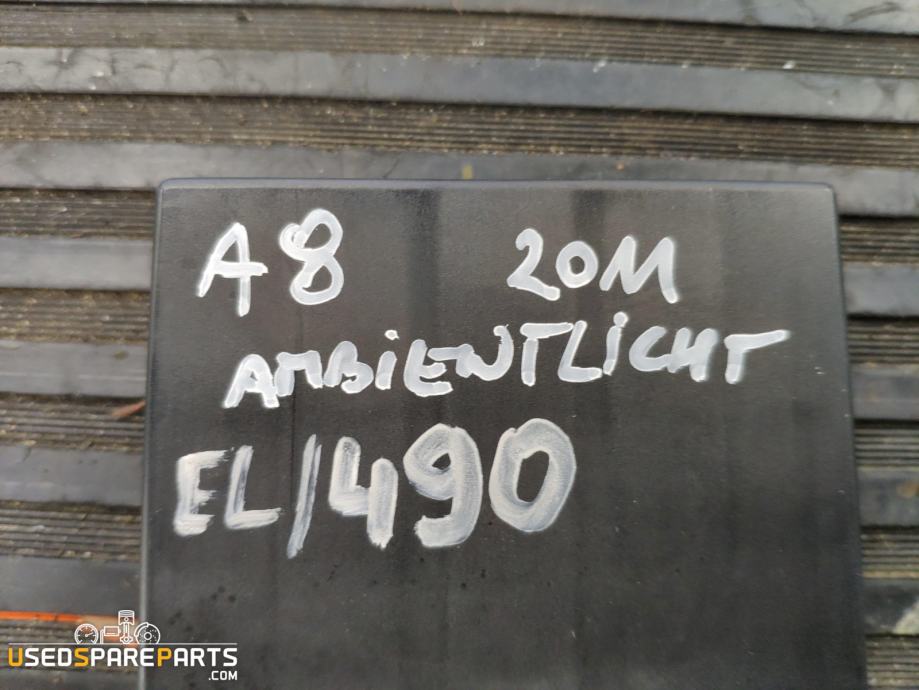 A8 20M
AMBiENTLiCHT
EL/490
USEDSPAREPARTS
.COM